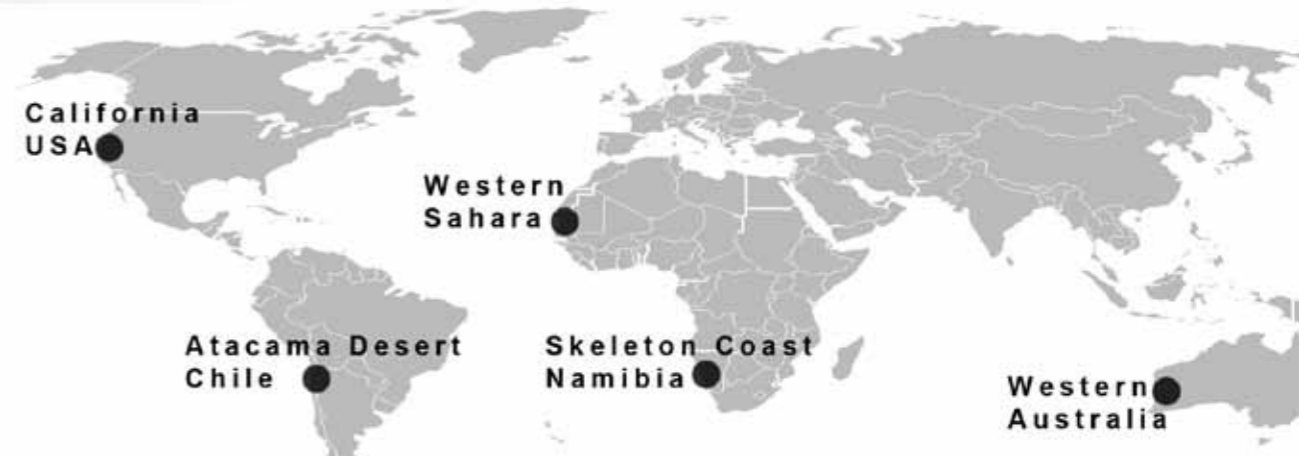 California
USA
Western
Sahara
Atacama Desert
Chile
Skeleton Coast
Namibia
Western
Australia